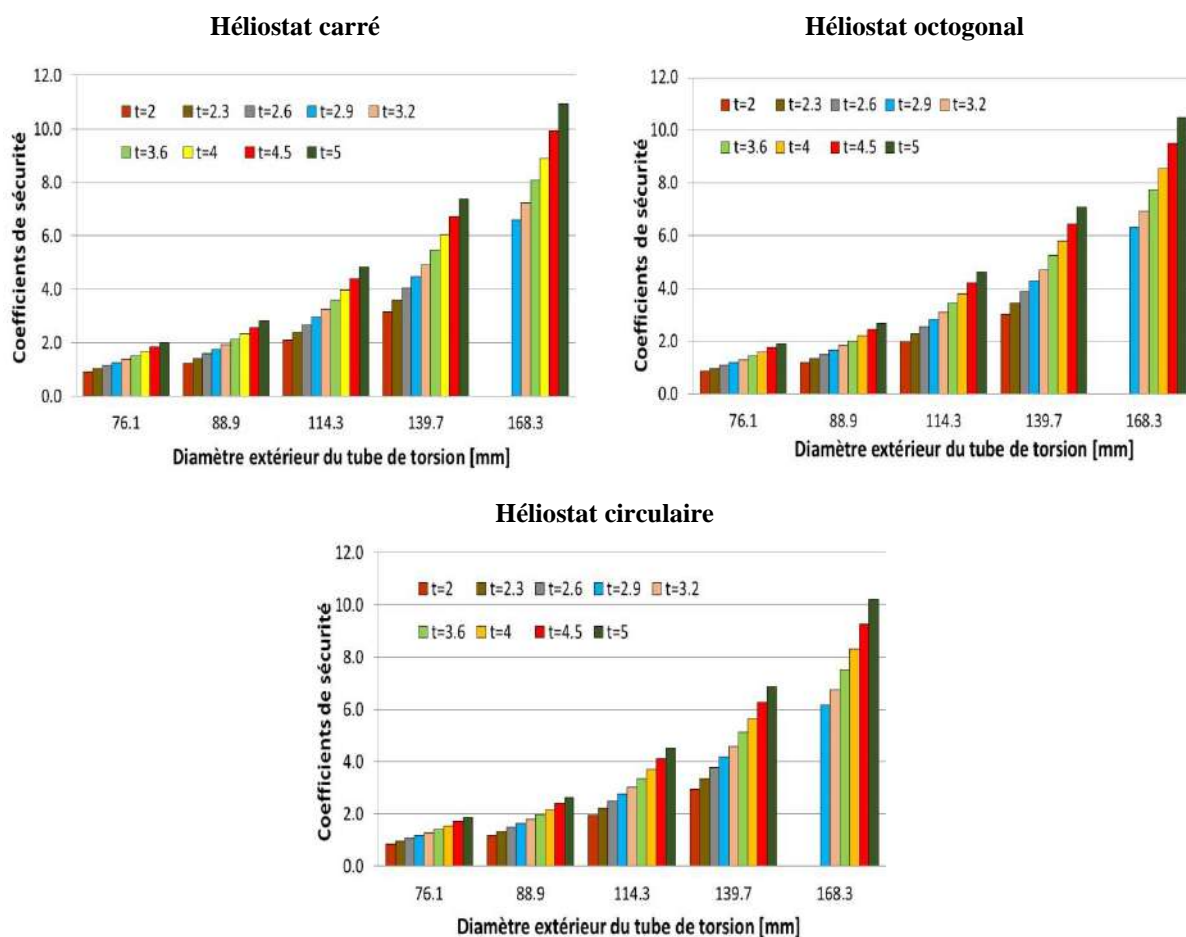 Héliostat carré
12.0
10.0
8.0
6.0
4.0
2.0
0.0
Coefficients de sécurité
t=2 t=2.3 t=2.6 t=2.9 t=3.2
t=3.6 t=4 t=4.5 t=5
76.1 88.9 114.3 139.7 168.3
Diamètre extérieur du tube de torsion [mm]
Héliostat octogonal
12.0
10.0
8.0
6.0
4.0
2.0
0.0
Coefficients de sécurité
t=2 t=2.3 t=2.6 t=2.9 t=3.2
t=3.6 t=4 t=4.5 t=5
76.1 88.9 114.3 139.7 168.3
Diamètre extérieur du tube de torsion [mm]
Héliostat circulaire
12.0
10.0
8.0
6.0
4.0
2.0
0.0
Coefficients de sécurité
t=2 t=2.3 t=2.6 t=2.9 t=3.2
t=3.6 t=4 t=4.5 t=5
76.1 88.9 114.3 139.7 168.3
Diamètre extérieur du tube de torsion [mm]